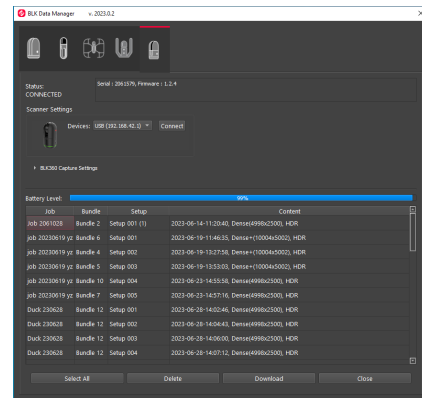 BLK Data Manager v. 2023.0.2
Status: Serial : 2061579, Firmware : 1.2.4
CONNECTED
Scanner Settings
Devices: USB (192.168.42.1) Connect
BLK360 Capture Settings
Battery Level: 99%
Job Bundle Setup Content
Job 2061028 Bundle 2 Setup 001 (1) 2023-06-14-11:20:40, Dense(4998x2500), HDR
job 20230619 yz Bundle 6 Setup 001 2023-06-19-11:46:35, Dense+(10004x5002), HDR
job 20230619 yz Bundle 4 Setup 002 2023-06-19-13:27:58, Dense+(10004x5002), HDR
job 20230619 yz Bundle 5 Setup 003 2023-06-19-13:53:03, Dense+(10004x5002), HDR
job 20230619 yz Bundle 10 Setup 004 2023-06-23-14:55:58, Dense(4998x2500), HDR
job 20230619 yz Bundle 7 Setup 005 2023-06-23-14:57:16, Dense(4998x2500), HDR
Duck 230628 Bundle 12 Setup 001 2023-06-28-14:02:46, Dense(4998x2500), HDR
Duck 230628 Bundle 12 Setup 002 2023-06-28-14:04:43, Dense(4998x2500), HDR
Duck 230628 Bundle 12 Setup 003 2023-06-28-14:06:00, Dense(4998x2500), HDR
Duck 230628 Bundle 12 Setup 004 2023-06-28-14:07:12, Dense(4998x2500), HDR
Select All Delete Download Close